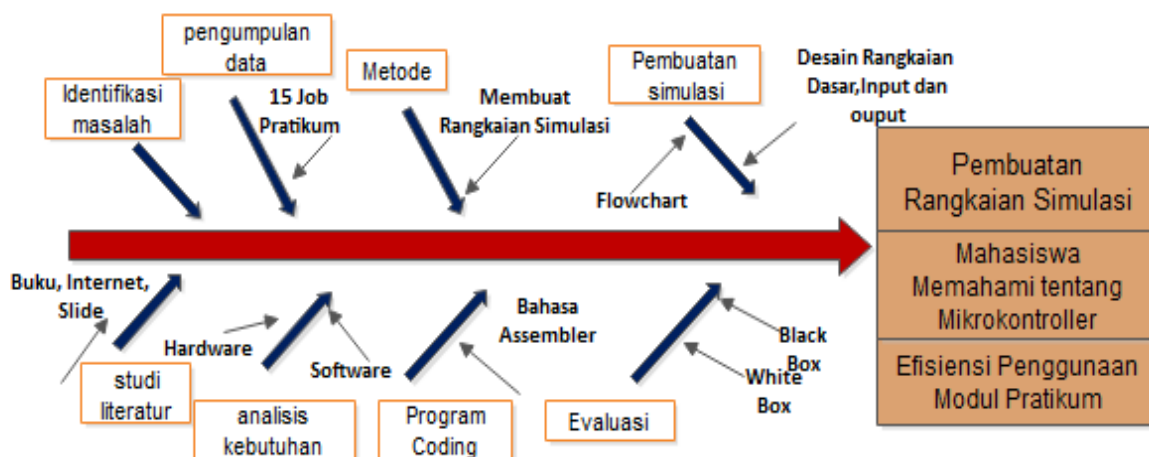 pengumpulan
data
Identifikasi
masalah
15 Job
Pratikum
Metode
Membuat
Rangkaian Simulasi
Pembuatan
simulasi
Flowchart
Desain Rangkaian
Dasar,Input dan
ouput
Pembuatan
Rangkaian Simulasi
Mahasiswa
Memahami tentang
Mikrokontroller
Efisiensi Penggunaan
Modul Pratikum
Buku, Internet,
Slide
studi
literatur
Hardware
Software
analisis
kebutuhan
Bahasa
Assembler
Program
Coding
Evaluasi
Black
Box
White
Box